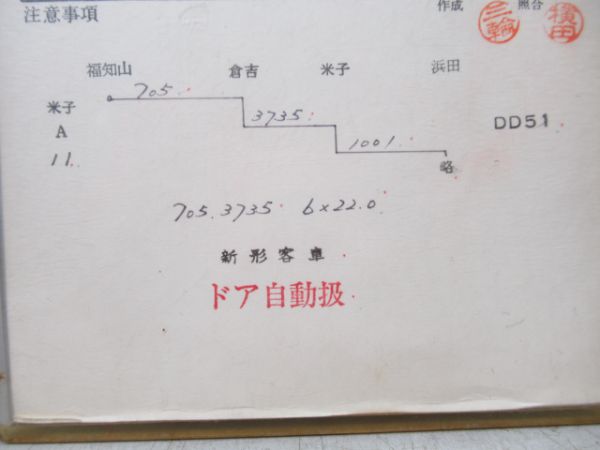 注意事項
作成 三輪 照合 横田
福知山 倉吉 米子 浜田
705
米子 3735
A DD51
11 1001
略
705.3735 6×22.0
新形客車
ドア自動扱